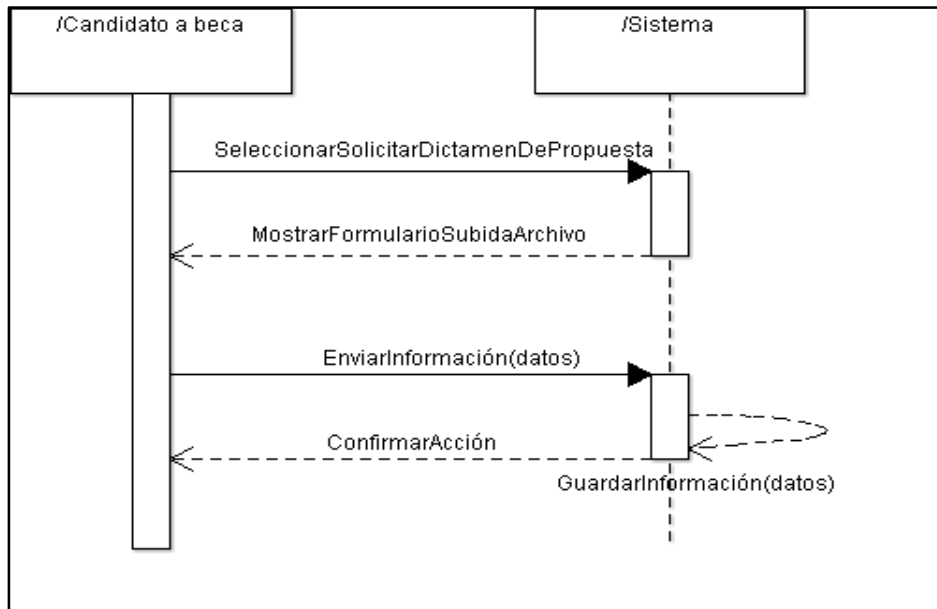 /Candidato a beca
/Sistema
SeleccionarSolicitarDictamenDePropuesta
MostrarFormularioSubidaArchivo
EnviarInformación(datos)
ConfirmarAcción
GuardarInformación(datos)